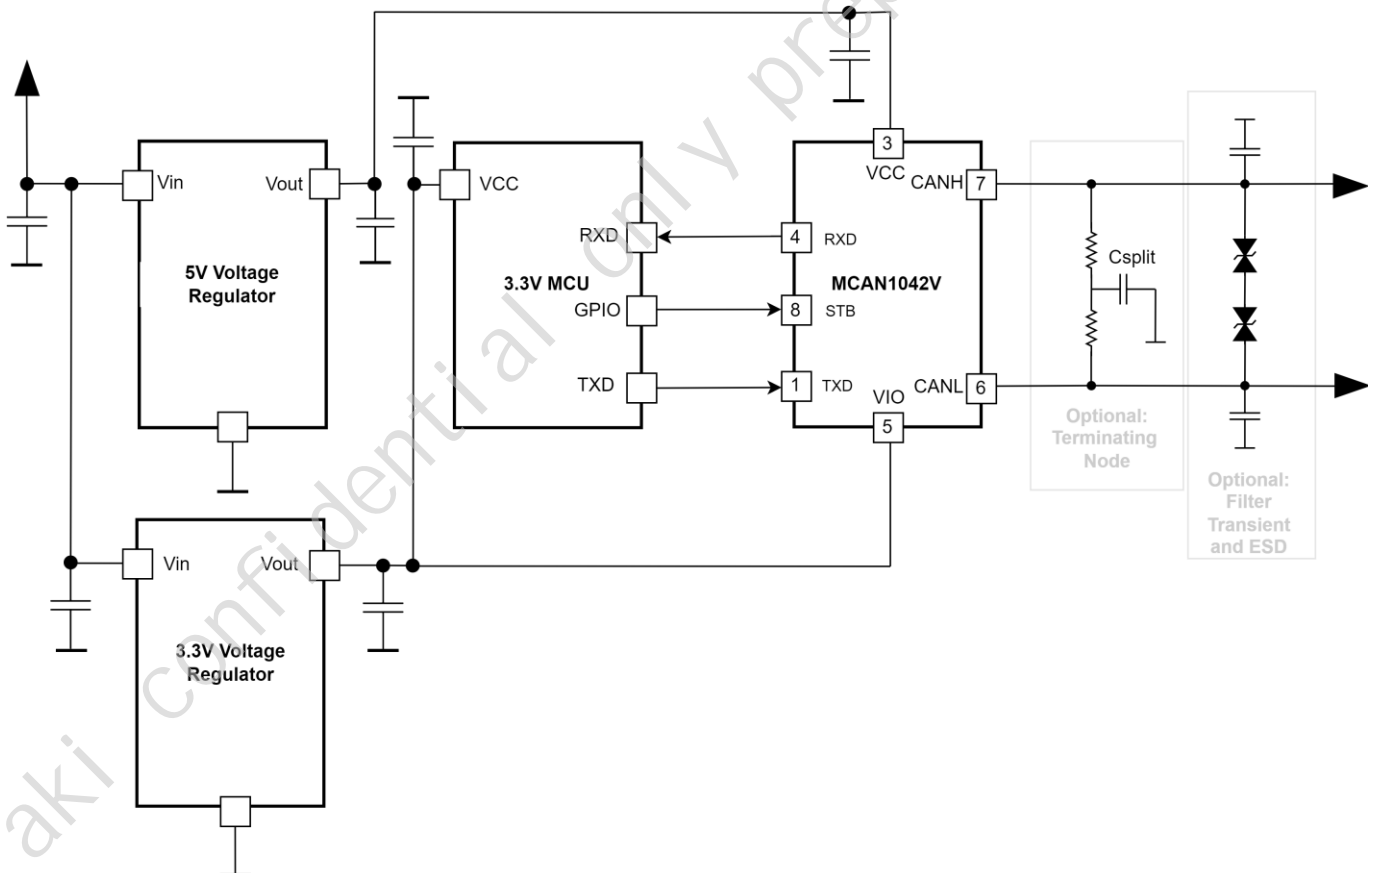 aki confidential only prep
3
VCC
Vin
Vout
5V Voltage
Regulator
VCC
RXD
3.3V MCU
GPIO
TXD
CANH
7
4
RXD
MCAN1042V
8
STB
1
TXD
CANL
6
VIO
5
Csplit
Optional:
Terminating
Node
Optional:
Filter
Transient
and ESD
Vin
Vout
3.3V Voltage
Regulator